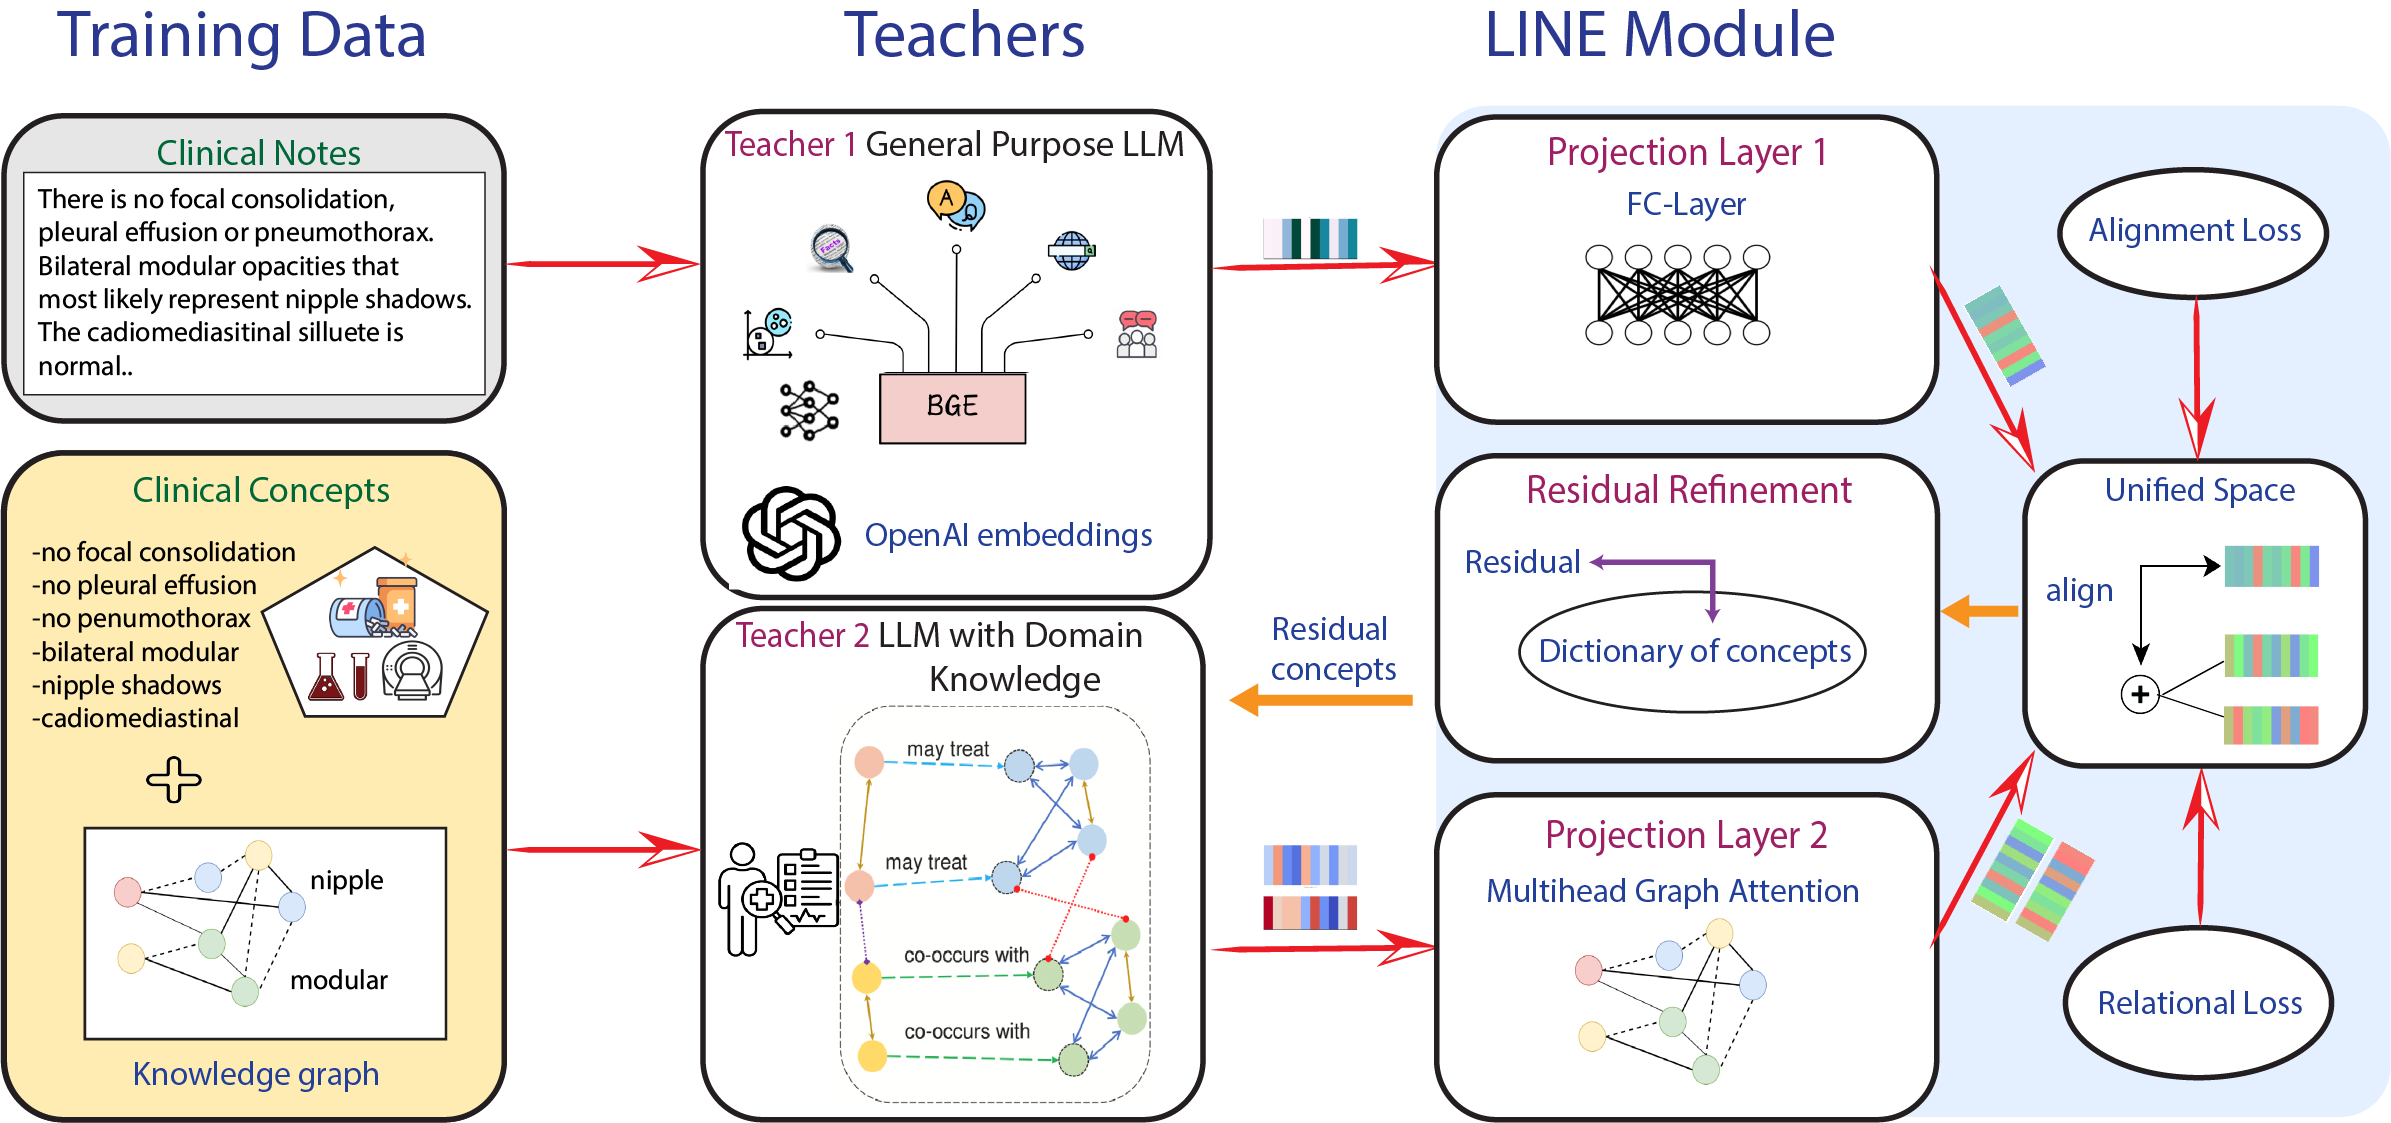 Training Data
Teachers
LINE Module
Clinical Notes
There is no focal consolidation,
pleural effusion or pneumothorax.
Bilateral modular opacities that
most likely represent nipple shadows.
The cadiomediasitinal silluete is
normal..
Clinical Concepts
-no focal consolidation
-no pleural effusion
-no penumothorax
-bilateral modular
-nipple shadows
-cadiomediastinal
nipple
modular
Knowledge graph
Teacher 1 General Purpose LLM
Facts
A
Q
BGE
OpenAI embeddings
Teacher 2 LLM with Domain
Knowledge
may treat
may treat
co-occurs with
co-occurs with
Residual
concepts
Projection Layer 1
FC-Layer
Residual Refinement
Residual
Dictionary of concepts
Projection Layer 2
Multihead Graph Attention
Alignment Loss
Unified Space
align
Relational Loss